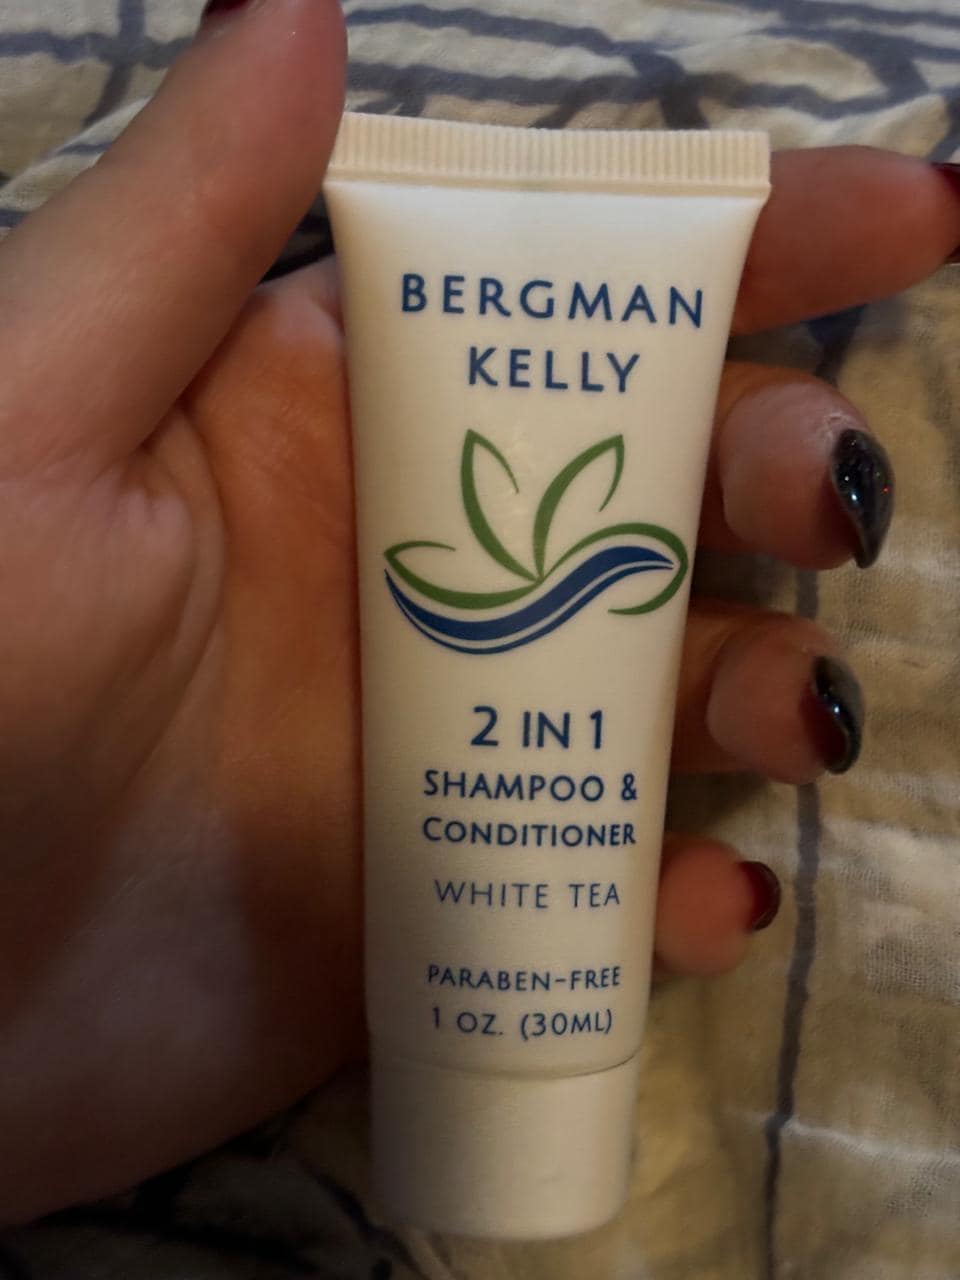 BERGMAN
KELLY
2 IN 1
SHAMPOO &
CONDITIONER
WHITE TEA
PARABEN-FREE
1 OZ. (30ML)